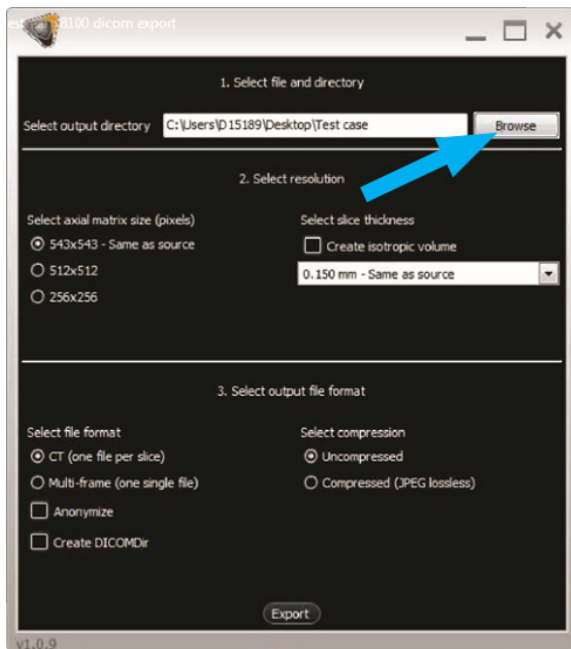 est 8100 dicom export
1. Select file and directory
Select output directory C:\Users\D15189\Desktop\Test case Browse
2. Select resolution
Select axial matrix size (pixels) Select slice thickness
543x543 - Same as source Create isotropic volume
512x512 0.150 mm - Same as source
256x256
3. Select output file format
Select file format Select compression
CT (one file per slice) Uncompressed
Multi-frame (one single file) Compressed (JPEG lossless)
Anonymize
Create DICOMDir
Export
v1.0.9